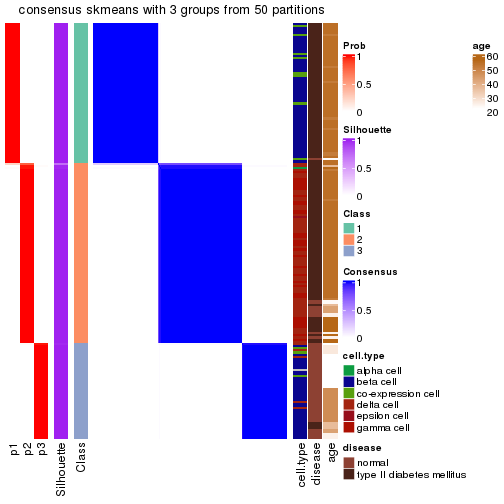 consensus skmeans with 3 groups from 50 partitions
Prob
1
0.5
0
age
60
50
40
30
20
Silhouette
1
0.5
0
Class
1
2
3
Consensus
1
0.5
0
cell.type
alpha cell
beta cell
co-expression cell
delta cell
epsilon cell
gamma cell
disease
normal
type II diabetes mellitus
p1
p2
p3
Silhouette
Class
cell.type
disease
age